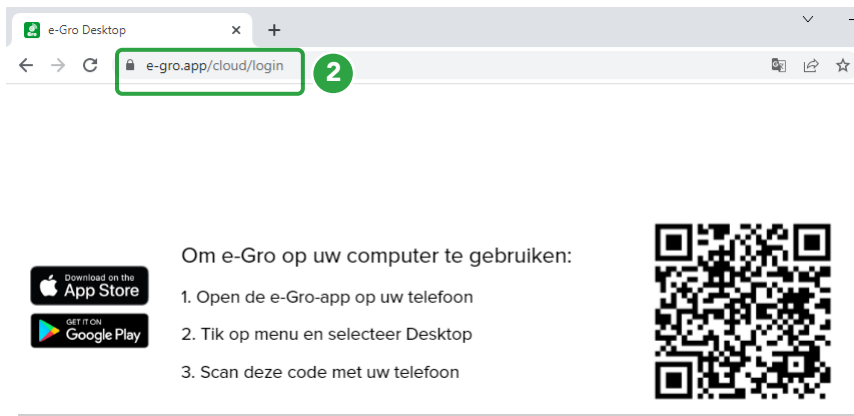 e-Gro Desktop
e-gro.app/cloud/login
2
Om e-Gro op uw computer te gebruiken:
Download on the
App Store
1. Open de e-Gro-app op uw telefoon
GET IT ON
Google Play
2. Tik op menu en selecteer Desktop
3. Scan deze code met uw telefoon